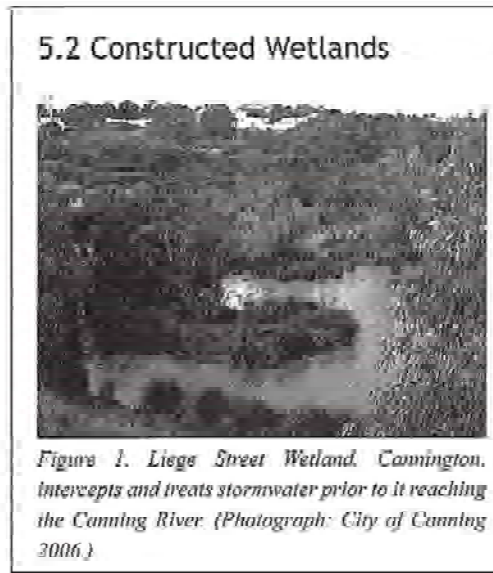 5.2 Constructed Wetlands
Figure 1. Liege Street Wetland, Cannington,
intercepts and treats stormwater prior to it reaching
the Canning River. (Photograph: City of Canning
2006.)